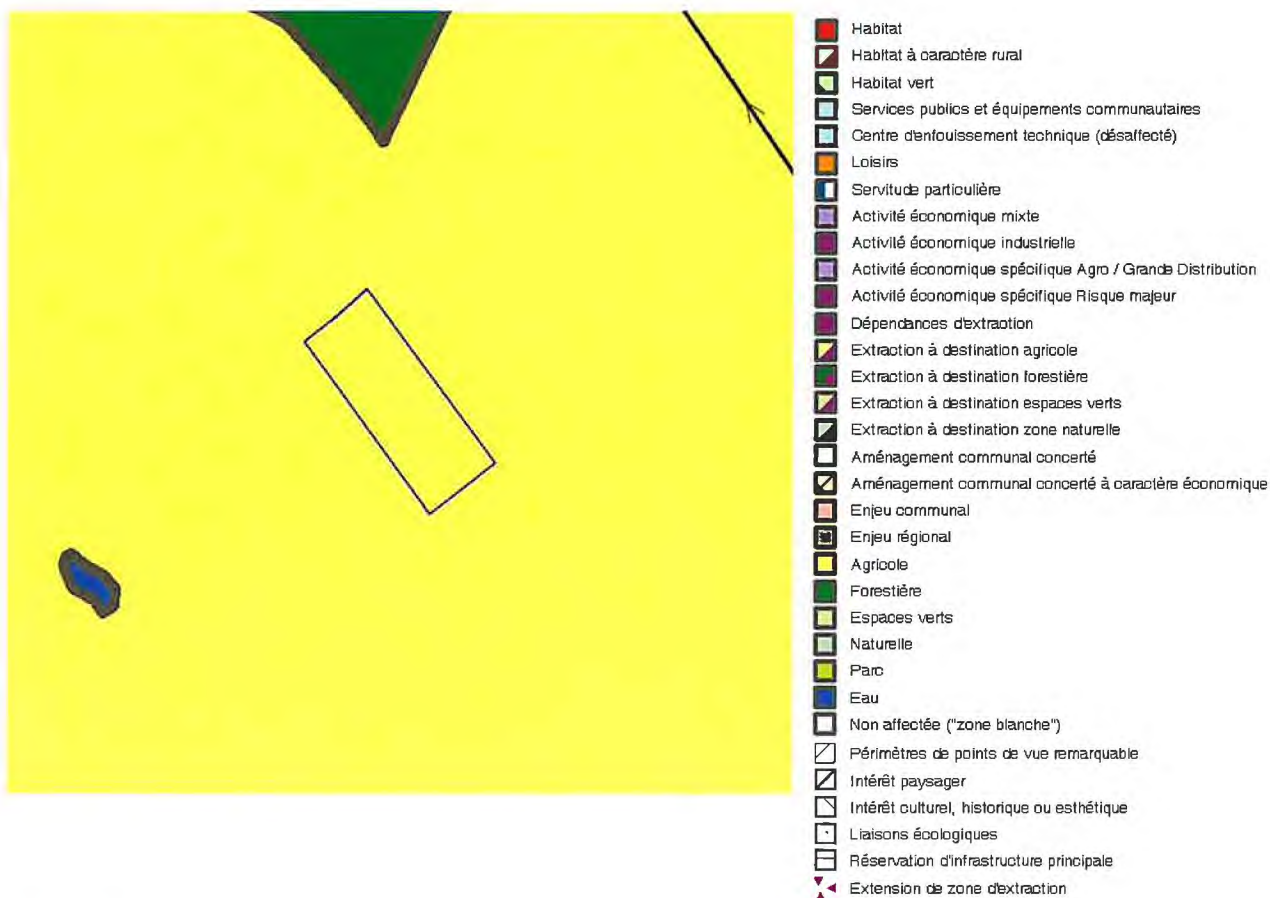 Habitat
Habitat à caractère rural
Habitat vert
Services publics et équipements communautaires
Centre d'enfouissement technique (désaffecté)
Loisirs
Servitude particulière
Activité économique mixte
Activité économique industrielle
Activité économique spécifique Agro / Grande Distribution
Activité économique spécifique Risque majeur
Dépendances d'extraction
Extraction à destination agricole
Extraction à destination forestière
Extraction à destination espaces verts
Extraction à destination zone naturelle
Aménagement communal concerté
Aménagement communal concerté à caractère économique
Enjeu communal
Enjeu régional
Agricole
Forestière
Espaces verts
Naturelle
Parc
Eau
Non affectée ("zone blanche")
Périmètres de points de vue remarquable
Intérêt paysager
Intérêt culturel, historique ou esthétique
Liaisons écologiques
Réservation d'infrastructure principale
Extension de zone d'extraction